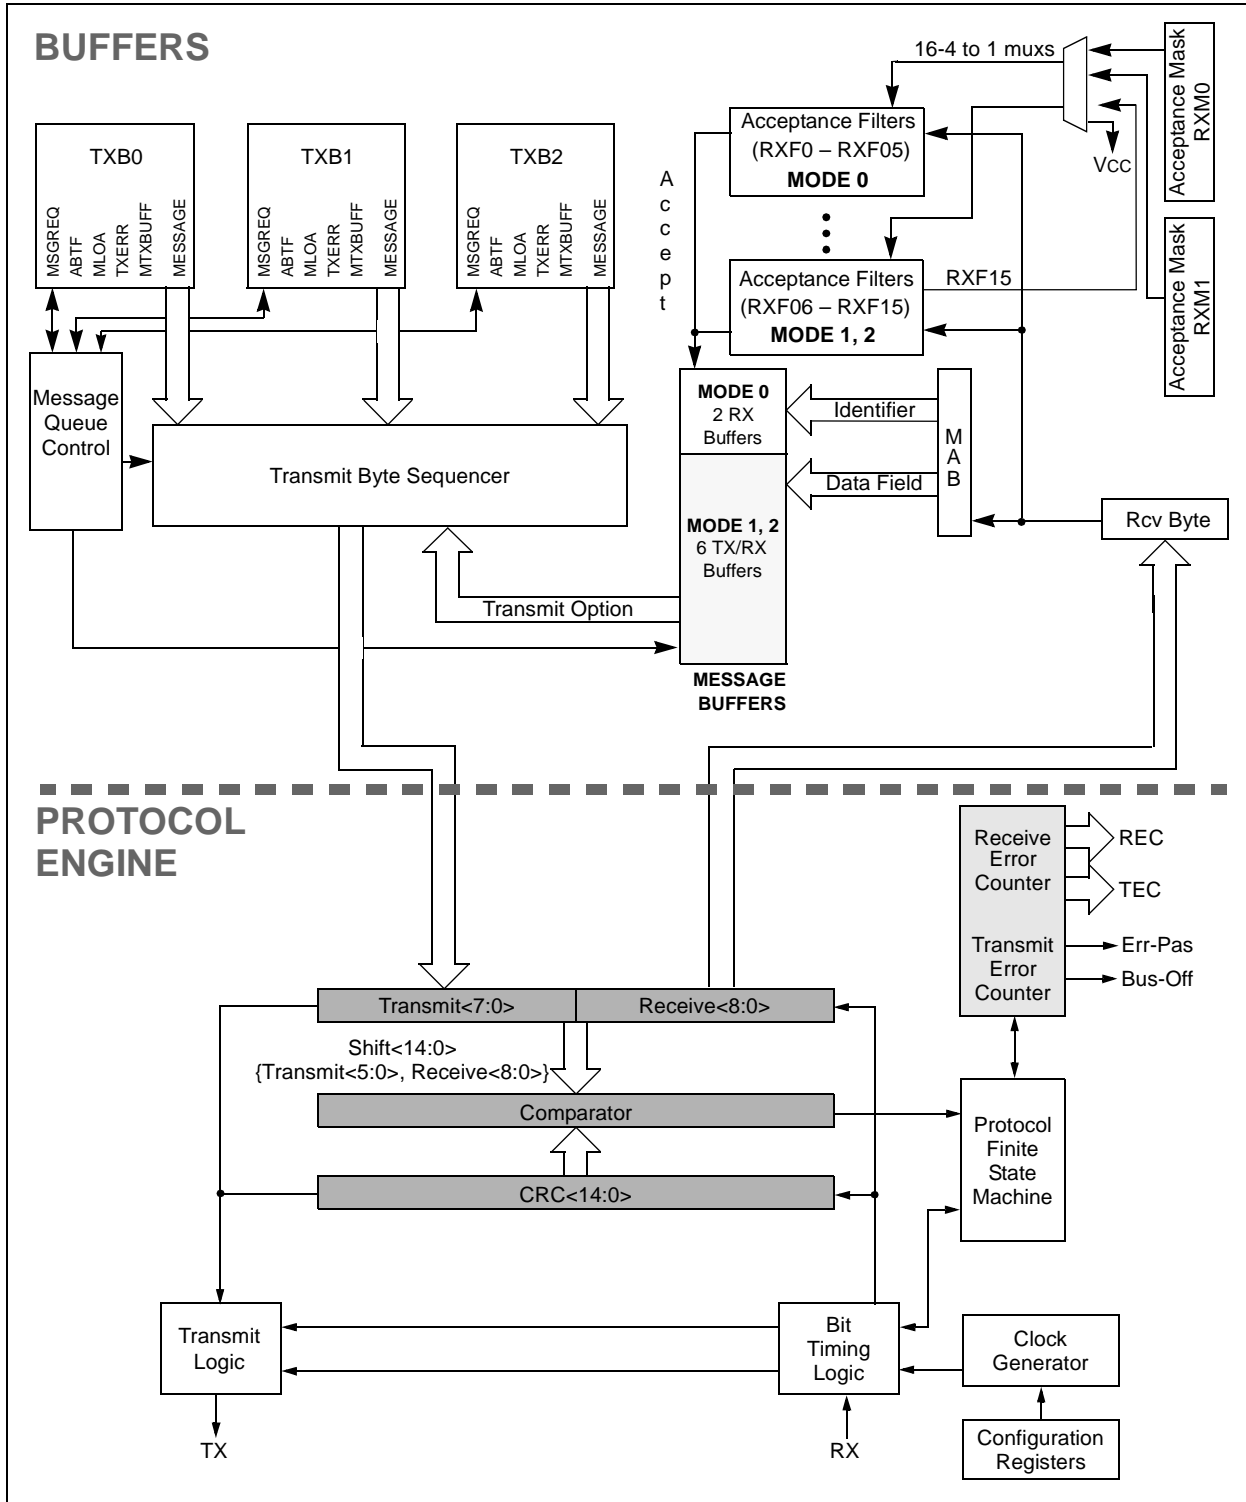 BUFFERS
16-4 to 1 muxs
Acceptance Mask
RXM0
VCC
TXB0
MSGREQ
ABTF
MLOA
TXERR
MTXBUFF
MESSAGE
TXB1
MSGREQ
ABTF
MLOA
TXERR
MTXBUFF
MESSAGE
TXB2
MSGREQ
ABTF
MLOA
TXERR
MTXBUFF
MESSAGE
Accept
Acceptance Filters
(RXF0 – RXF05)
MODE 0
Acceptance Filters
(RXF06 – RXF15)
MODE 1, 2
RXF15
Acceptance Mask
RXM1
Message
Queue
Control
Transmit Byte Sequencer
MODE 0
2 RX
Buffers
Identifier
Data Field
MAB
MODE 1, 2
6 TX/RX
Buffers
Rcv Byte
Transmit Option
MESSAGE
BUFFERS
PROTOCOL
ENGINE
Receive
Error
Counter
REC
TEC
Transmit
Error
Counter
Err-Pas
Bus-Off
Transmit<7:0>
Receive<8:0>
Shift<14:0>
{Transmit<5:0>, Receive<8:0>}
Comparator
CRC<14:0>
Protocol
Finite
State
Machine
Transmit
Logic
Bit
Timing
Logic
Clock
Generator
TX
RX
Configuration
Registers